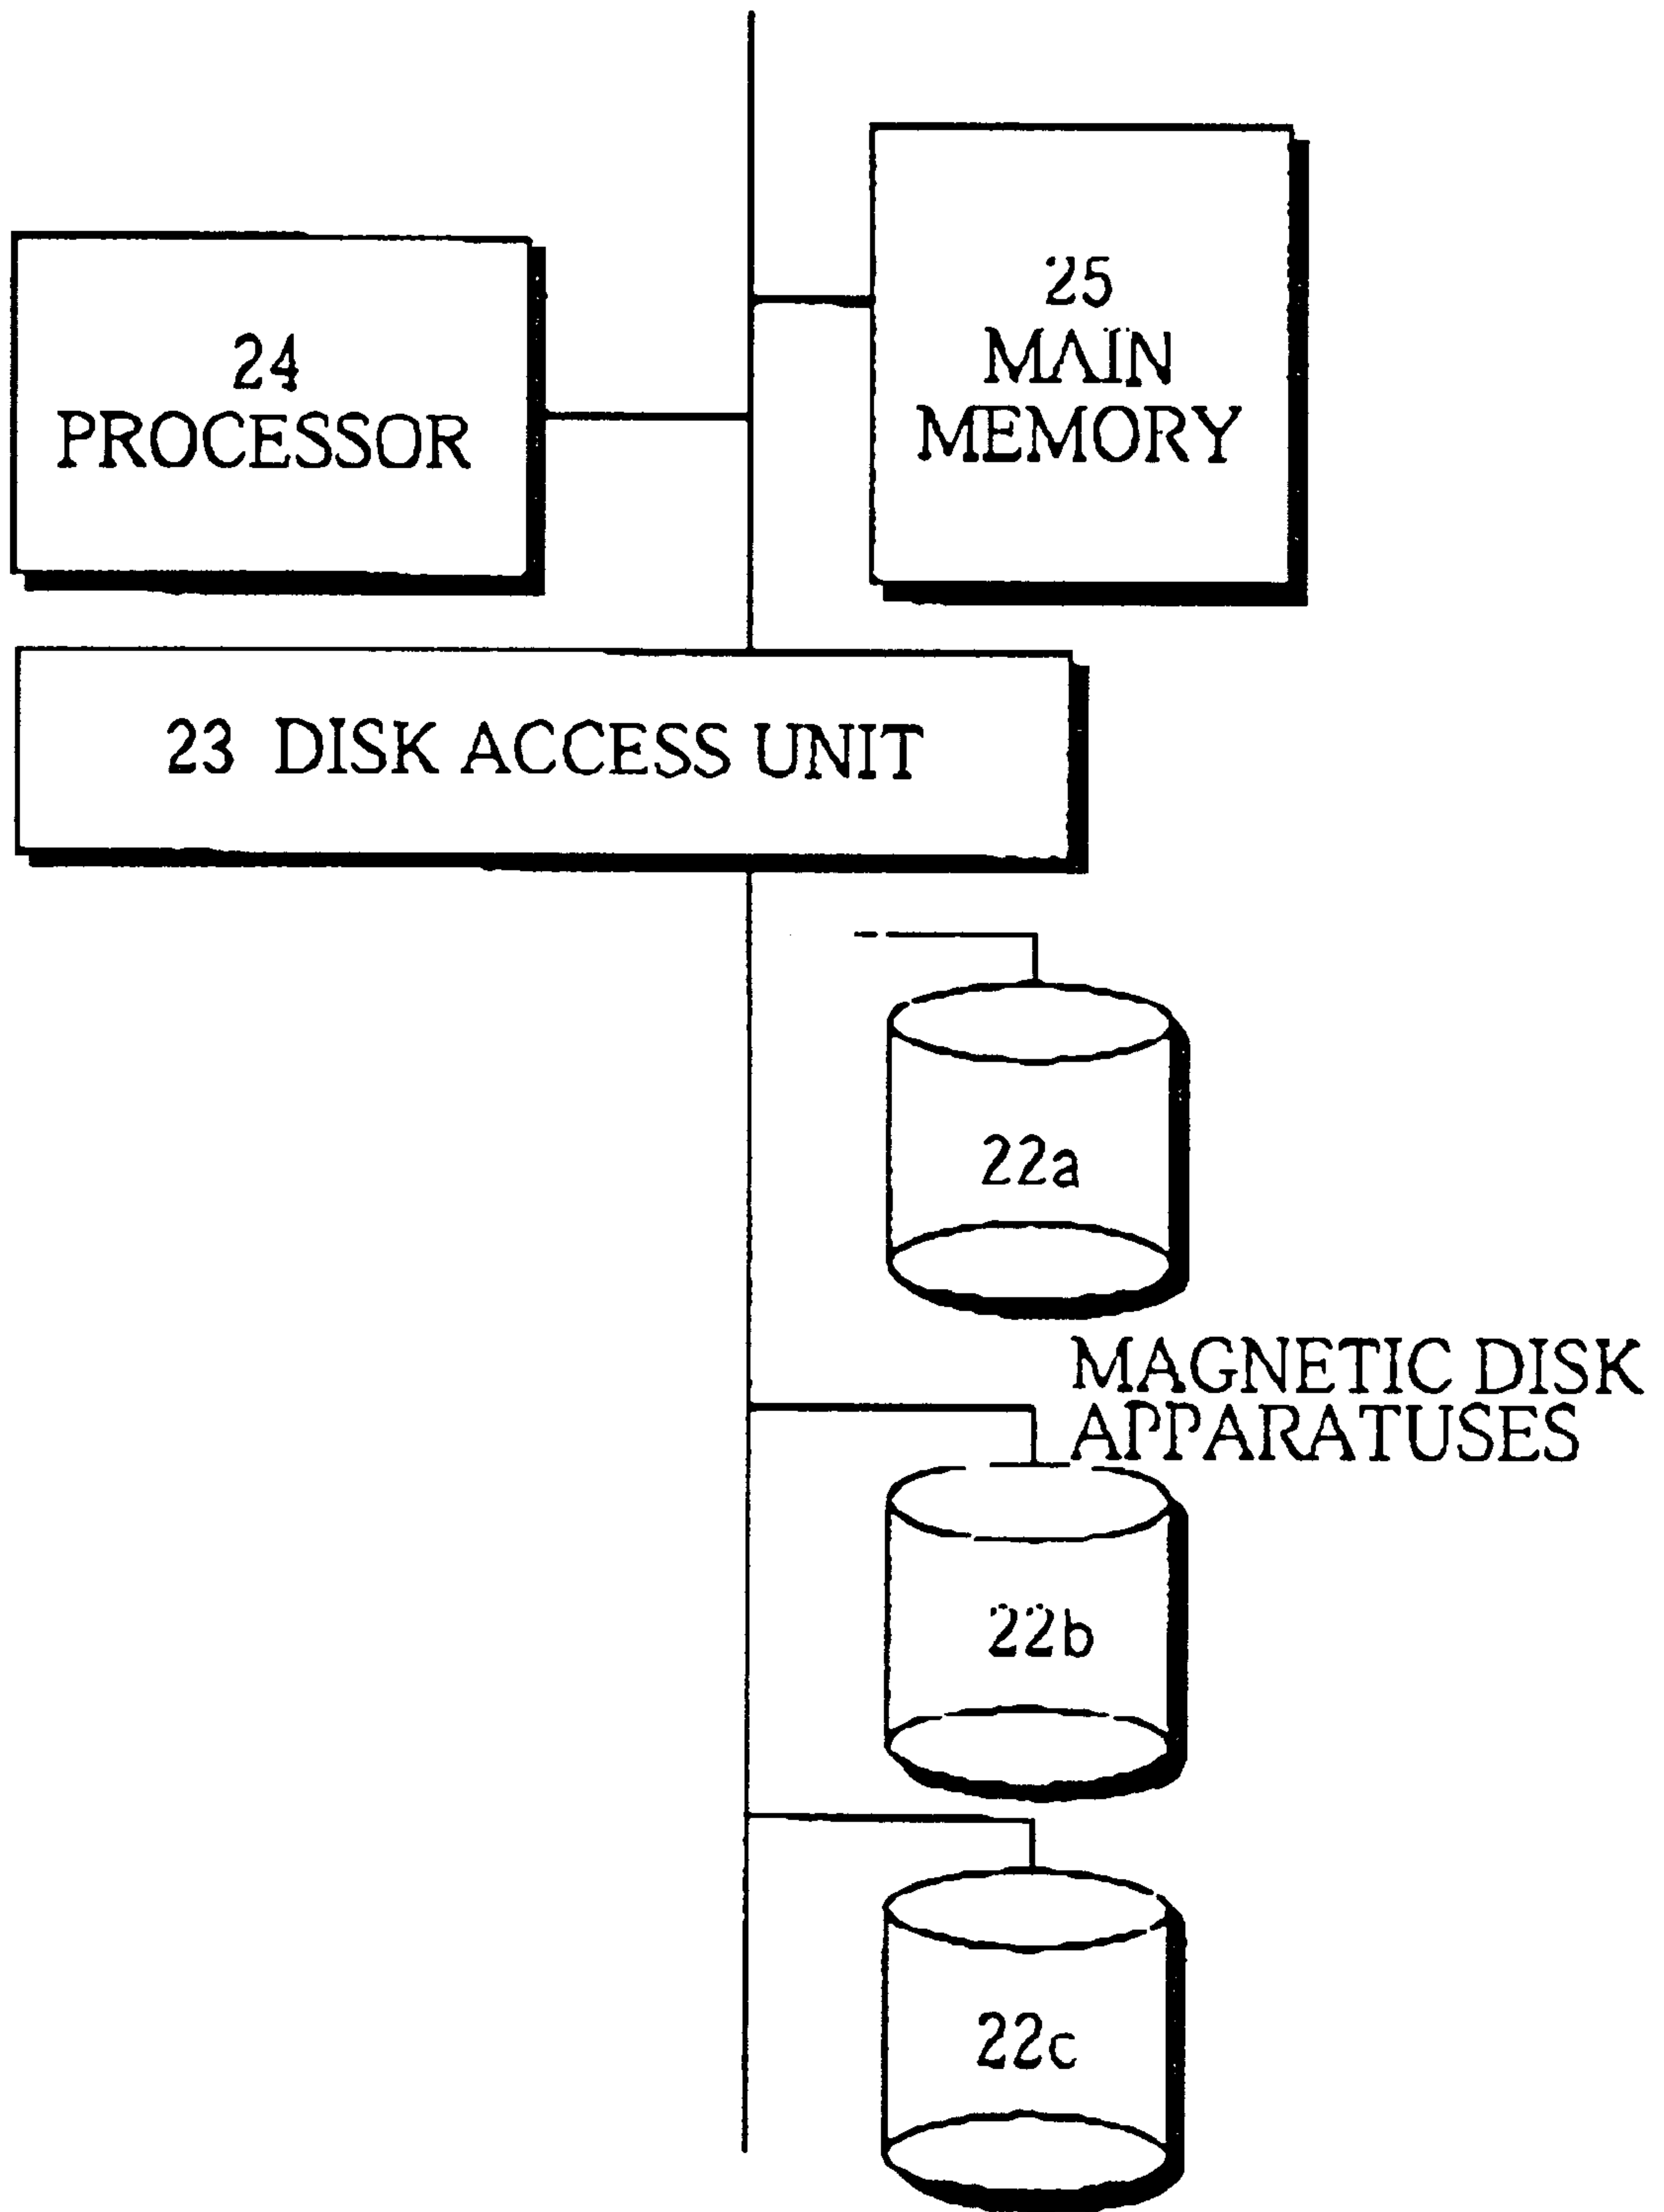 25
MAIN
MEMORY
24
PROCESSOR
23 DISK ACCESS UNIT
22a
MAGNETIC DISK
APPARATUSES
22b
22c